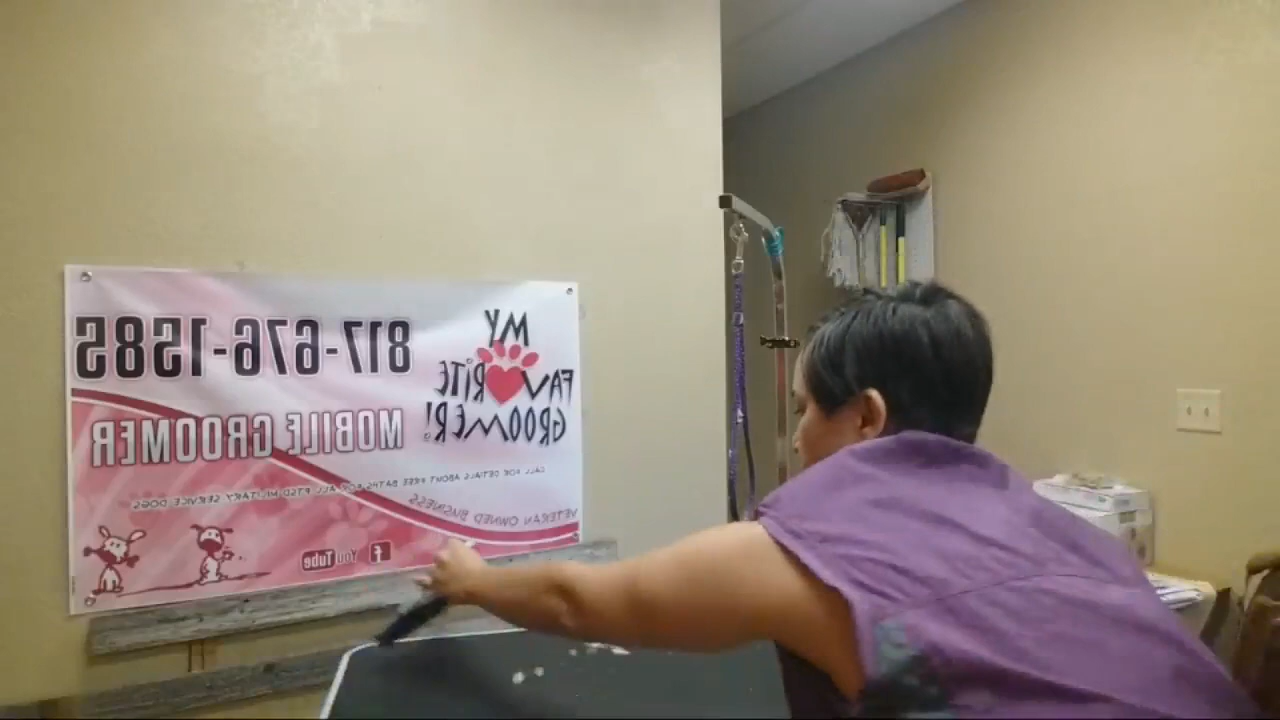 MY
FAV RiTE
GROOMER!
817-676-1585
MOBILE GROOMER
CALL FOR DETIALS ABOUT FREE BATHS FOR ALL PTSD MILITARY SERVICE DOGS
VETERAN OWNED BUSINESS
f YouTube